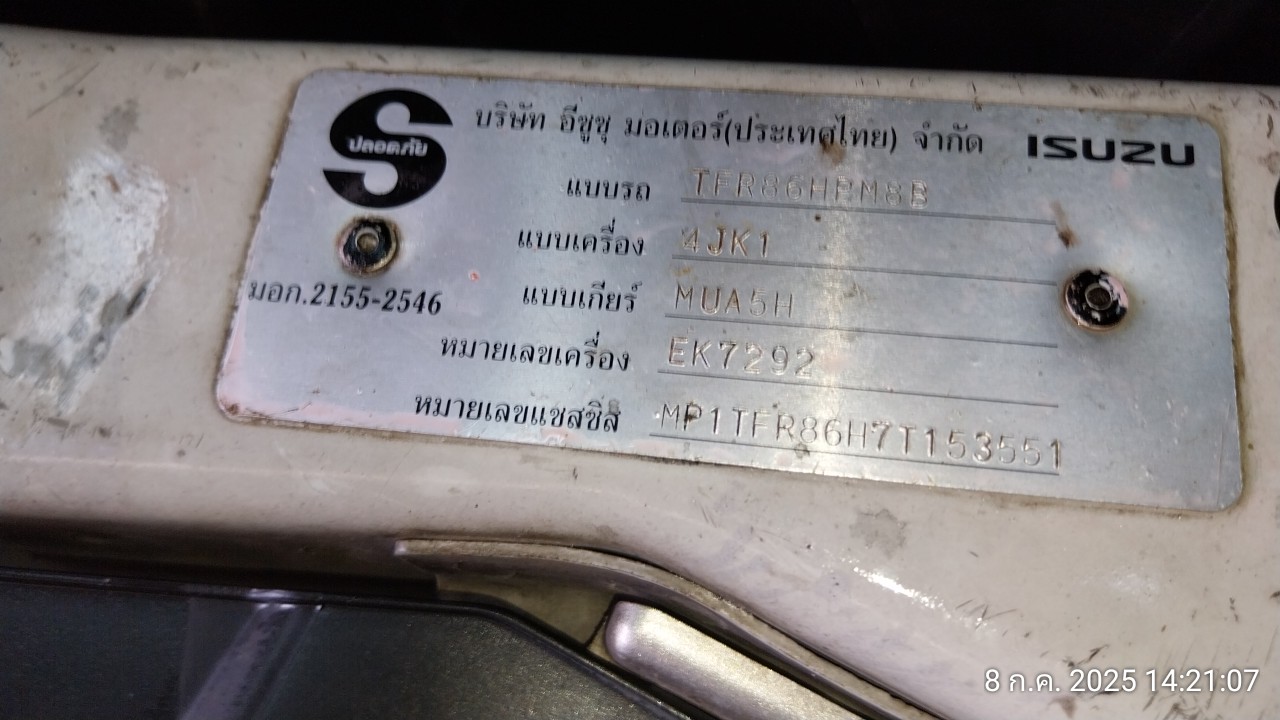 บริษัท อีซูซุ มอเตอร์(ประเทศไทย) จำกัด ISUZU
S ปลอดภัย
แบบรถ TFR86HPM8B
แบบเครื่อง 4JK1
มอก.2155-2546
แบบเกียร์ MUA5H
หมายเลขเครื่อง EK7292
หมายเลขแชสซีส์ MP1TFR86H7T153551
8 ก.ค. 2025 14:21:07